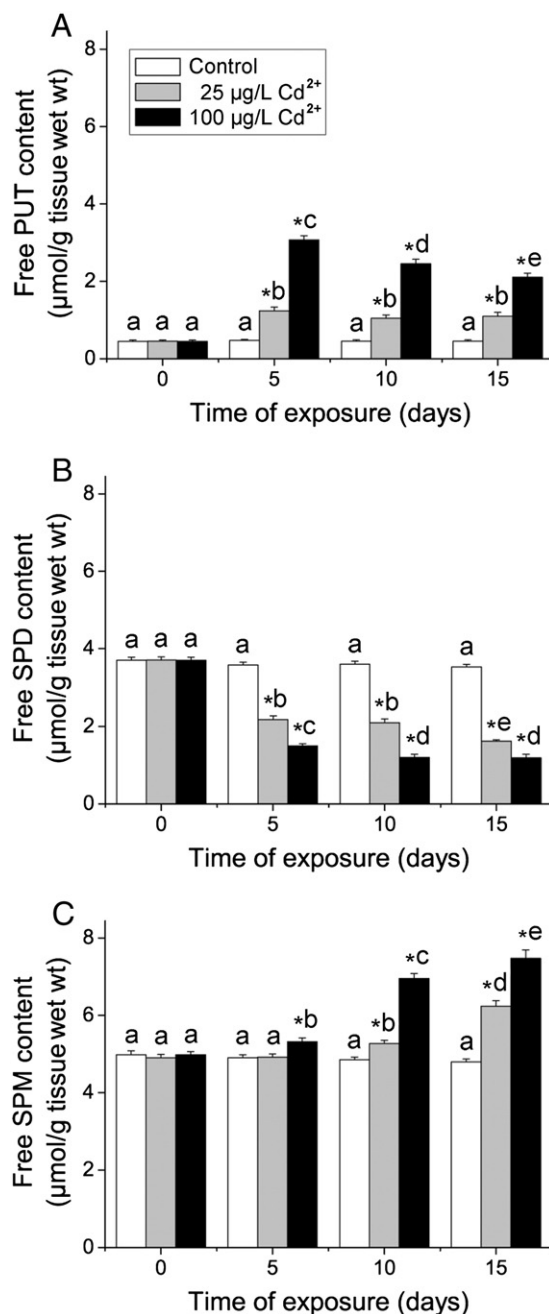 A
8
Control
25 µg/L Cd²⁺
100 µg/L Cd²⁺
6
4
2
0
Free PUT content
(µmol/g tissue wet wt)
a a a
a *b *c
a *b *d
a *b *e
0 5 10 15
Time of exposure (days)
B
8
6
4
2
0
Free SPD content
(µmol/g tissue wet wt)
a a a
a *b *c
a *b *d
a *e *d
0 5 10 15
Time of exposure (days)
C
8
6
4
2
0
Free SPM content
(µmol/g tissue wet wt)
a a a
a a *b
a *b *c
a *d *e
0 5 10 15
Time of exposure (days)